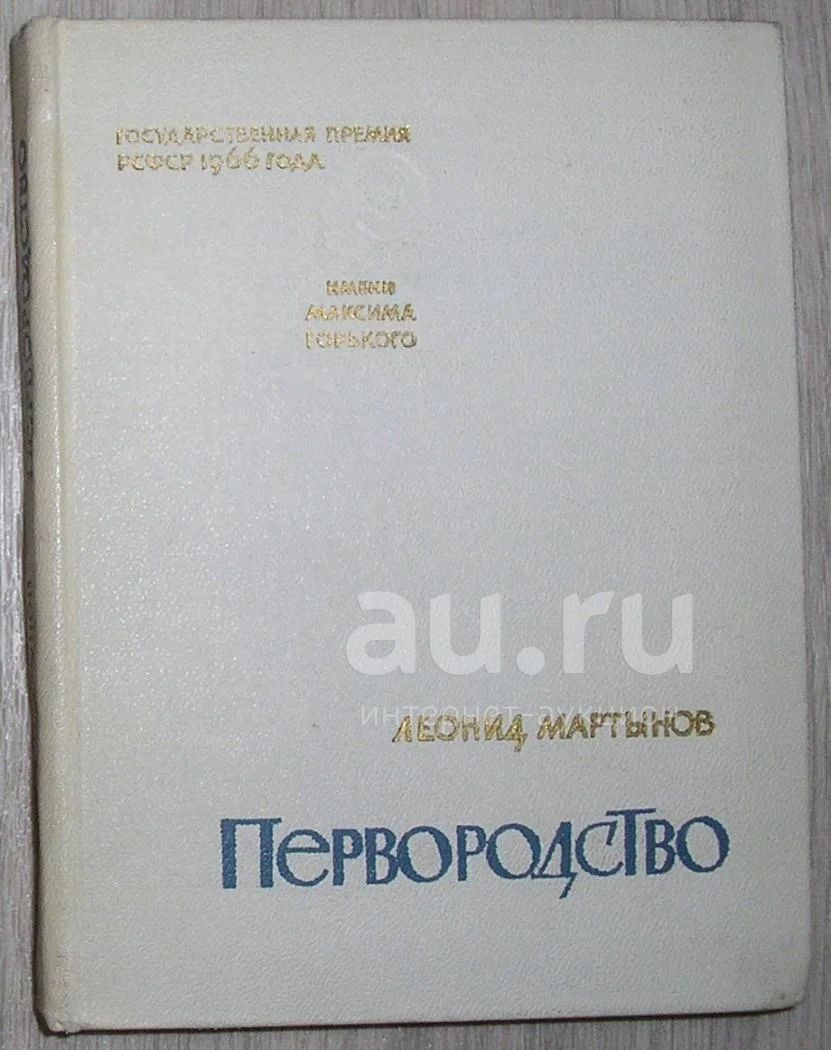 ГОСУДАРСТВЕННАЯ ПРЕМИЯ
РСФСР 1966 ГОДА
ИМЕНИ
МАКСИМА
ГОРЬКОГО
au.ru
интернет-аукцион
ЛЕОНИД МАРТЫНОВ
ПЕРВОРОДСТВО